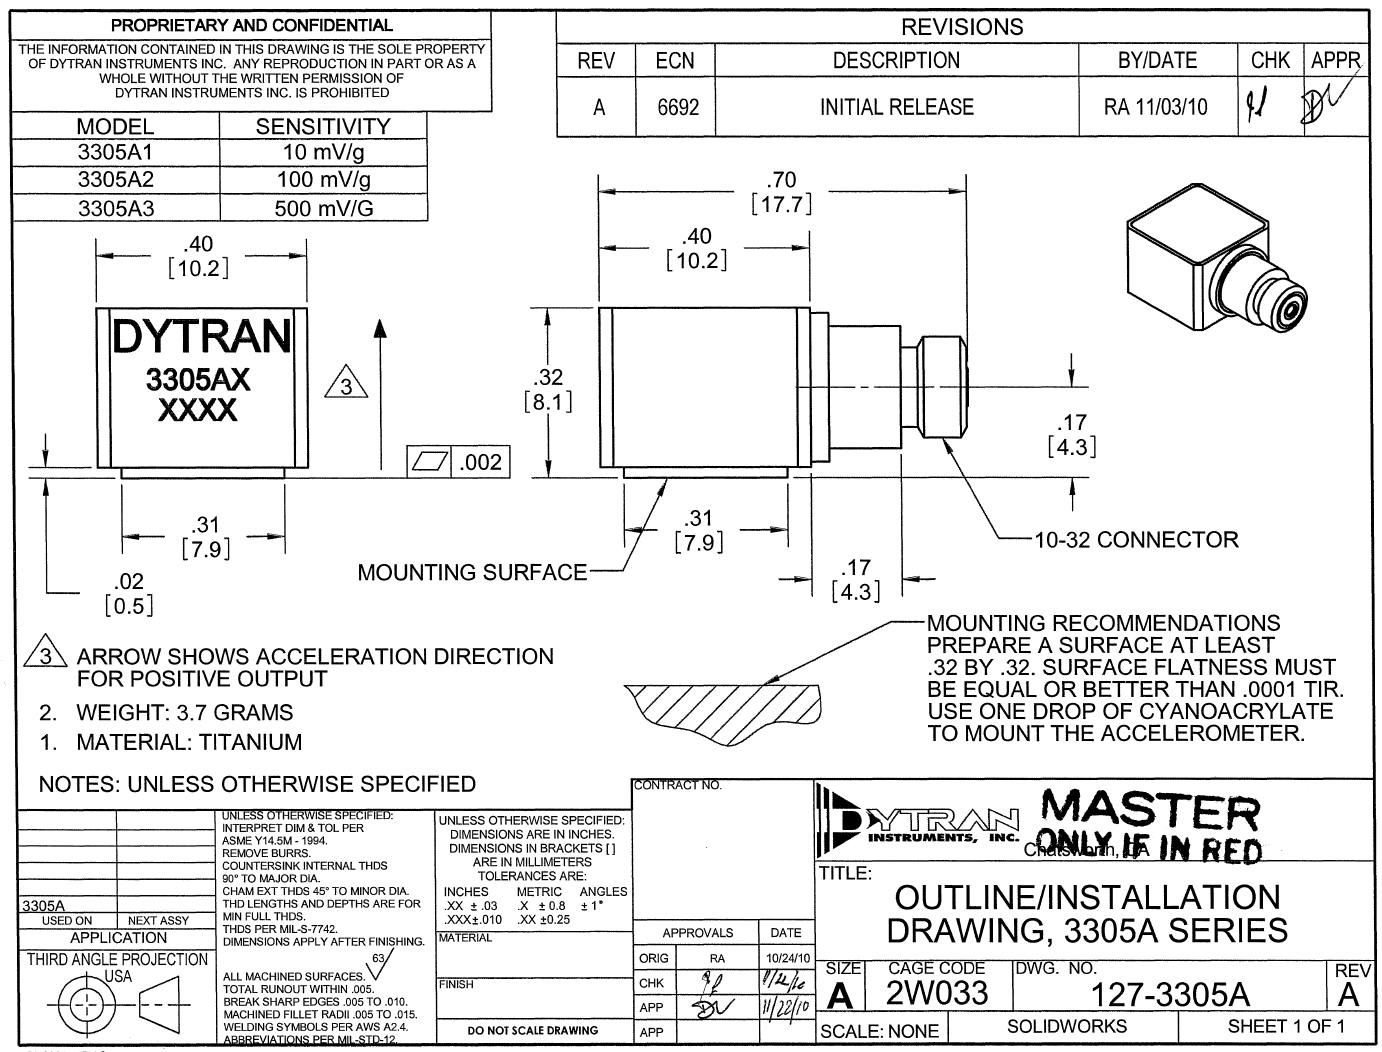 PROPRIETARY AND CONFIDENTIAL
THE INFORMATION CONTAINED IN THIS DRAWING IS THE SOLE PROPERTY
OF DYTRAN INSTRUMENTS INC. ANY REPRODUCTION IN PART OR AS A
WHOLE WITHOUT THE WRITTEN PERMISSION OF
DYTRAN INSTRUMENTS INC. IS PROHIBITED
REVISIONS
REV ECN DESCRIPTION BY/DATE CHK APPR
A 6692 INITIAL RELEASE RA 11/03/10
MODEL SENSITIVITY
3305A1 10 mV/g
3305A2 100 mV/g
3305A3 500 mV/G
.40
[10.2]
DYTRAN
3305AX
XXXX
3
.002
.31
[7.9]
.02
[0.5]
.70
[17.7]
.40
[10.2]
.32
[8.1]
.17
[4.3]
.31
[7.9]
.17
[4.3]
10-32 CONNECTOR
MOUNTING SURFACE
MOUNTING RECOMMENDATIONS
PREPARE A SURFACE AT LEAST
.32 BY .32. SURFACE FLATNESS MUST
BE EQUAL OR BETTER THAN .0001 TIR.
USE ONE DROP OF CYANOACRYLATE
TO MOUNT THE ACCELEROMETER.
3 ARROW SHOWS ACCELERATION DIRECTION
FOR POSITIVE OUTPUT
2. WEIGHT: 3.7 GRAMS
1. MATERIAL: TITANIUM
NOTES: UNLESS OTHERWISE SPECIFIED
3305A
USED ON NEXT ASSY
APPLICATION
THIRD ANGLE PROJECTION
USA
UNLESS OTHERWISE SPECIFIED:
INTERPRET DIM & TOL PER
ASME Y14.5M - 1994.
REMOVE BURRS.
COUNTERSINK INTERNAL THDS
90° TO MAJOR DIA.
CHAM EXT THDS 45° TO MINOR DIA.
THD LENGTHS AND DEPTHS ARE FOR
MIN FULL THDS.
THDS PER MIL-S-7742.
DIMENSIONS APPLY AFTER FINISHING.
63
ALL MACHINED SURFACES.
TOTAL RUNOUT WITHIN .005.
BREAK SHARP EDGES .005 TO .010.
MACHINED FILLET RADII .005 TO .015.
WELDING SYMBOLS PER AWS A2.4.
ABBREVIATIONS PER MIL-STD-12.
UNLESS OTHERWISE SPECIFIED:
DIMENSIONS ARE IN INCHES.
DIMENSIONS IN BRACKETS [ ]
ARE IN MILLIMETERS
TOLERANCES ARE:
INCHES METRIC ANGLES
.XX ± .03 .X ± 0.8 ± 1°
.XXX±.010 .XX ±0.25
MATERIAL
FINISH
DO NOT SCALE DRAWING
CONTRACT NO.
APPROVALS DATE
ORIG RA 10/24/10
CHK
APP 11/22/10
APP
DYTRAN
INSTRUMENTS, INC.
Chatsworth, CA
MASTER
ONLY IF IN RED
TITLE:
OUTLINE/INSTALLATION
DRAWING, 3305A SERIES
SIZE CAGE CODE DWG. NO. REV
A 2W033 127-3305A A
SCALE: NONE SOLIDWORKS SHEET 1 OF 1